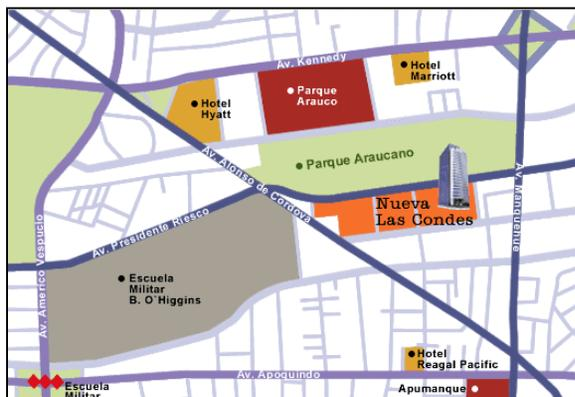 Av. Kennedy
Hotel
Marriott
Parque
Arauco
Hotel
Hyatt
Parque Araucano
Av. Alonso de Cordova
Av. Manquehue
Nueva
Las Condes
Av. Presidente Riesco
Av. Americo Vespucio
Escuela
Militar
B. O`Higgins
Hotel
Reagal Pacific
Av. Apoquindo
Escuela
Militar
Apumanque